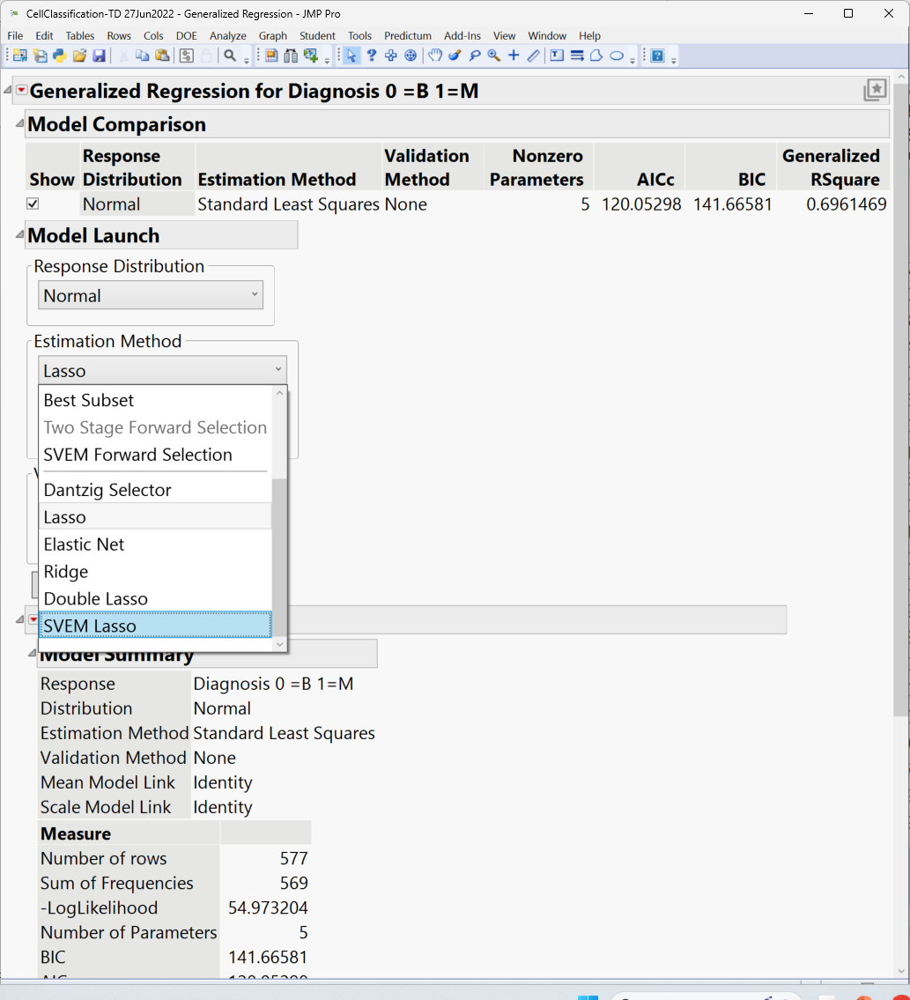 CellClassification-TD 27Jun2022 - Generalized Regression - JMP Pro
File Edit Tables Rows Cols DOE Analyze Graph Student Tools Predictum Add-Ins View Window Help
Generalized Regression for Diagnosis 0 =B 1=M
Model Comparison
Response Validation Nonzero Generalized
Show Distribution Estimation Method Method Parameters AICc BIC RSquare
Normal Standard Least Squares None 5 120.05298 141.66581 0.6961469
Model Launch
Response Distribution
Normal
Estimation Method
Lasso
Best Subset
Two Stage Forward Selection
SVEM Forward Selection
Dantzig Selector
Lasso
Elastic Net
Ridge
Double Lasso
SVEM Lasso
Model Summary
Response Diagnosis 0 =B 1=M
Distribution Normal
Estimation Method Standard Least Squares
Validation Method None
Mean Model Link Identity
Scale Model Link Identity
Measure
Number of rows 577
Sum of Frequencies 569
-LogLikelihood 54.973204
Number of Parameters 5
BIC 141.66581